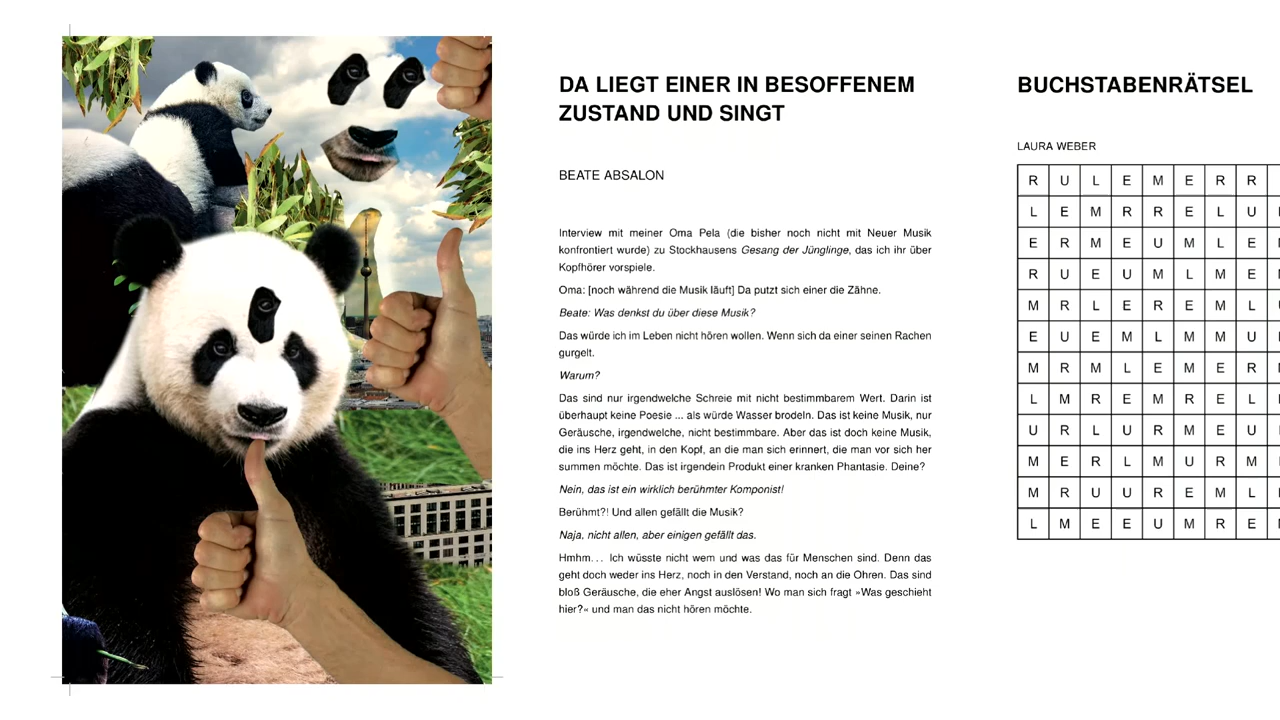 DA LIEGT EINER IN BESOFFENEM
ZUSTAND UND SINGT
BEATE ABSALON
Interview mit meiner Oma Pela (die bisher noch nicht mit Neuer Musik
konfrontiert wurde) zu Stockhausens Gesang der Jünglinge, das ich ihr über
Kopfhörer vorspiele.
Oma: [noch während die Musik läuft] Da putzt sich einer die Zähne.
Beate: Was denkst du über diese Musik?
Das würde ich im Leben nicht hören wollen. Wenn sich da einer seinen Rachen
gurgelt.
Warum?
Das sind nur irgendwelche Schreie mit nicht bestimmbarem Wert. Darin ist
überhaupt keine Poesie ... als würde Wasser brodeln. Das ist keine Musik, nur
Geräusche, irgendwelche, nicht bestimmbare. Aber das ist doch keine Musik,
die ins Herz geht, in den Kopf, an die man sich erinnert, die man vor sich her
summen möchte. Das ist irgendein Produkt einer kranken Phantasie. Deine?
Nein, das ist ein wirklich berühmter Komponist!
Berühmt?! Und allen gefällt die Musik?
Naja, nicht allen, aber einigen gefällt das.
Hmhm... Ich wüsste nicht wem und was das für Menschen sind. Denn das
geht doch weder ins Herz, noch in den Verstand, noch an die Ohren. Das sind
bloß Geräusche, die eher Angst auslösen! Wo man sich fragt »Was geschieht
hier?« und man das nicht hören möchte.
BUCHSTABENRÄTSEL
LAURA WEBER
R U L E M E R R
L E M R R E L U
E R M E U M L E
R U E U M L M E
M R L E R E M L
E U E M L M M U
M R M L E M E R
L M R E M R E L
U R L U R M E U
M E R L M U R M
M R U U R E M L
L M E E U M R E